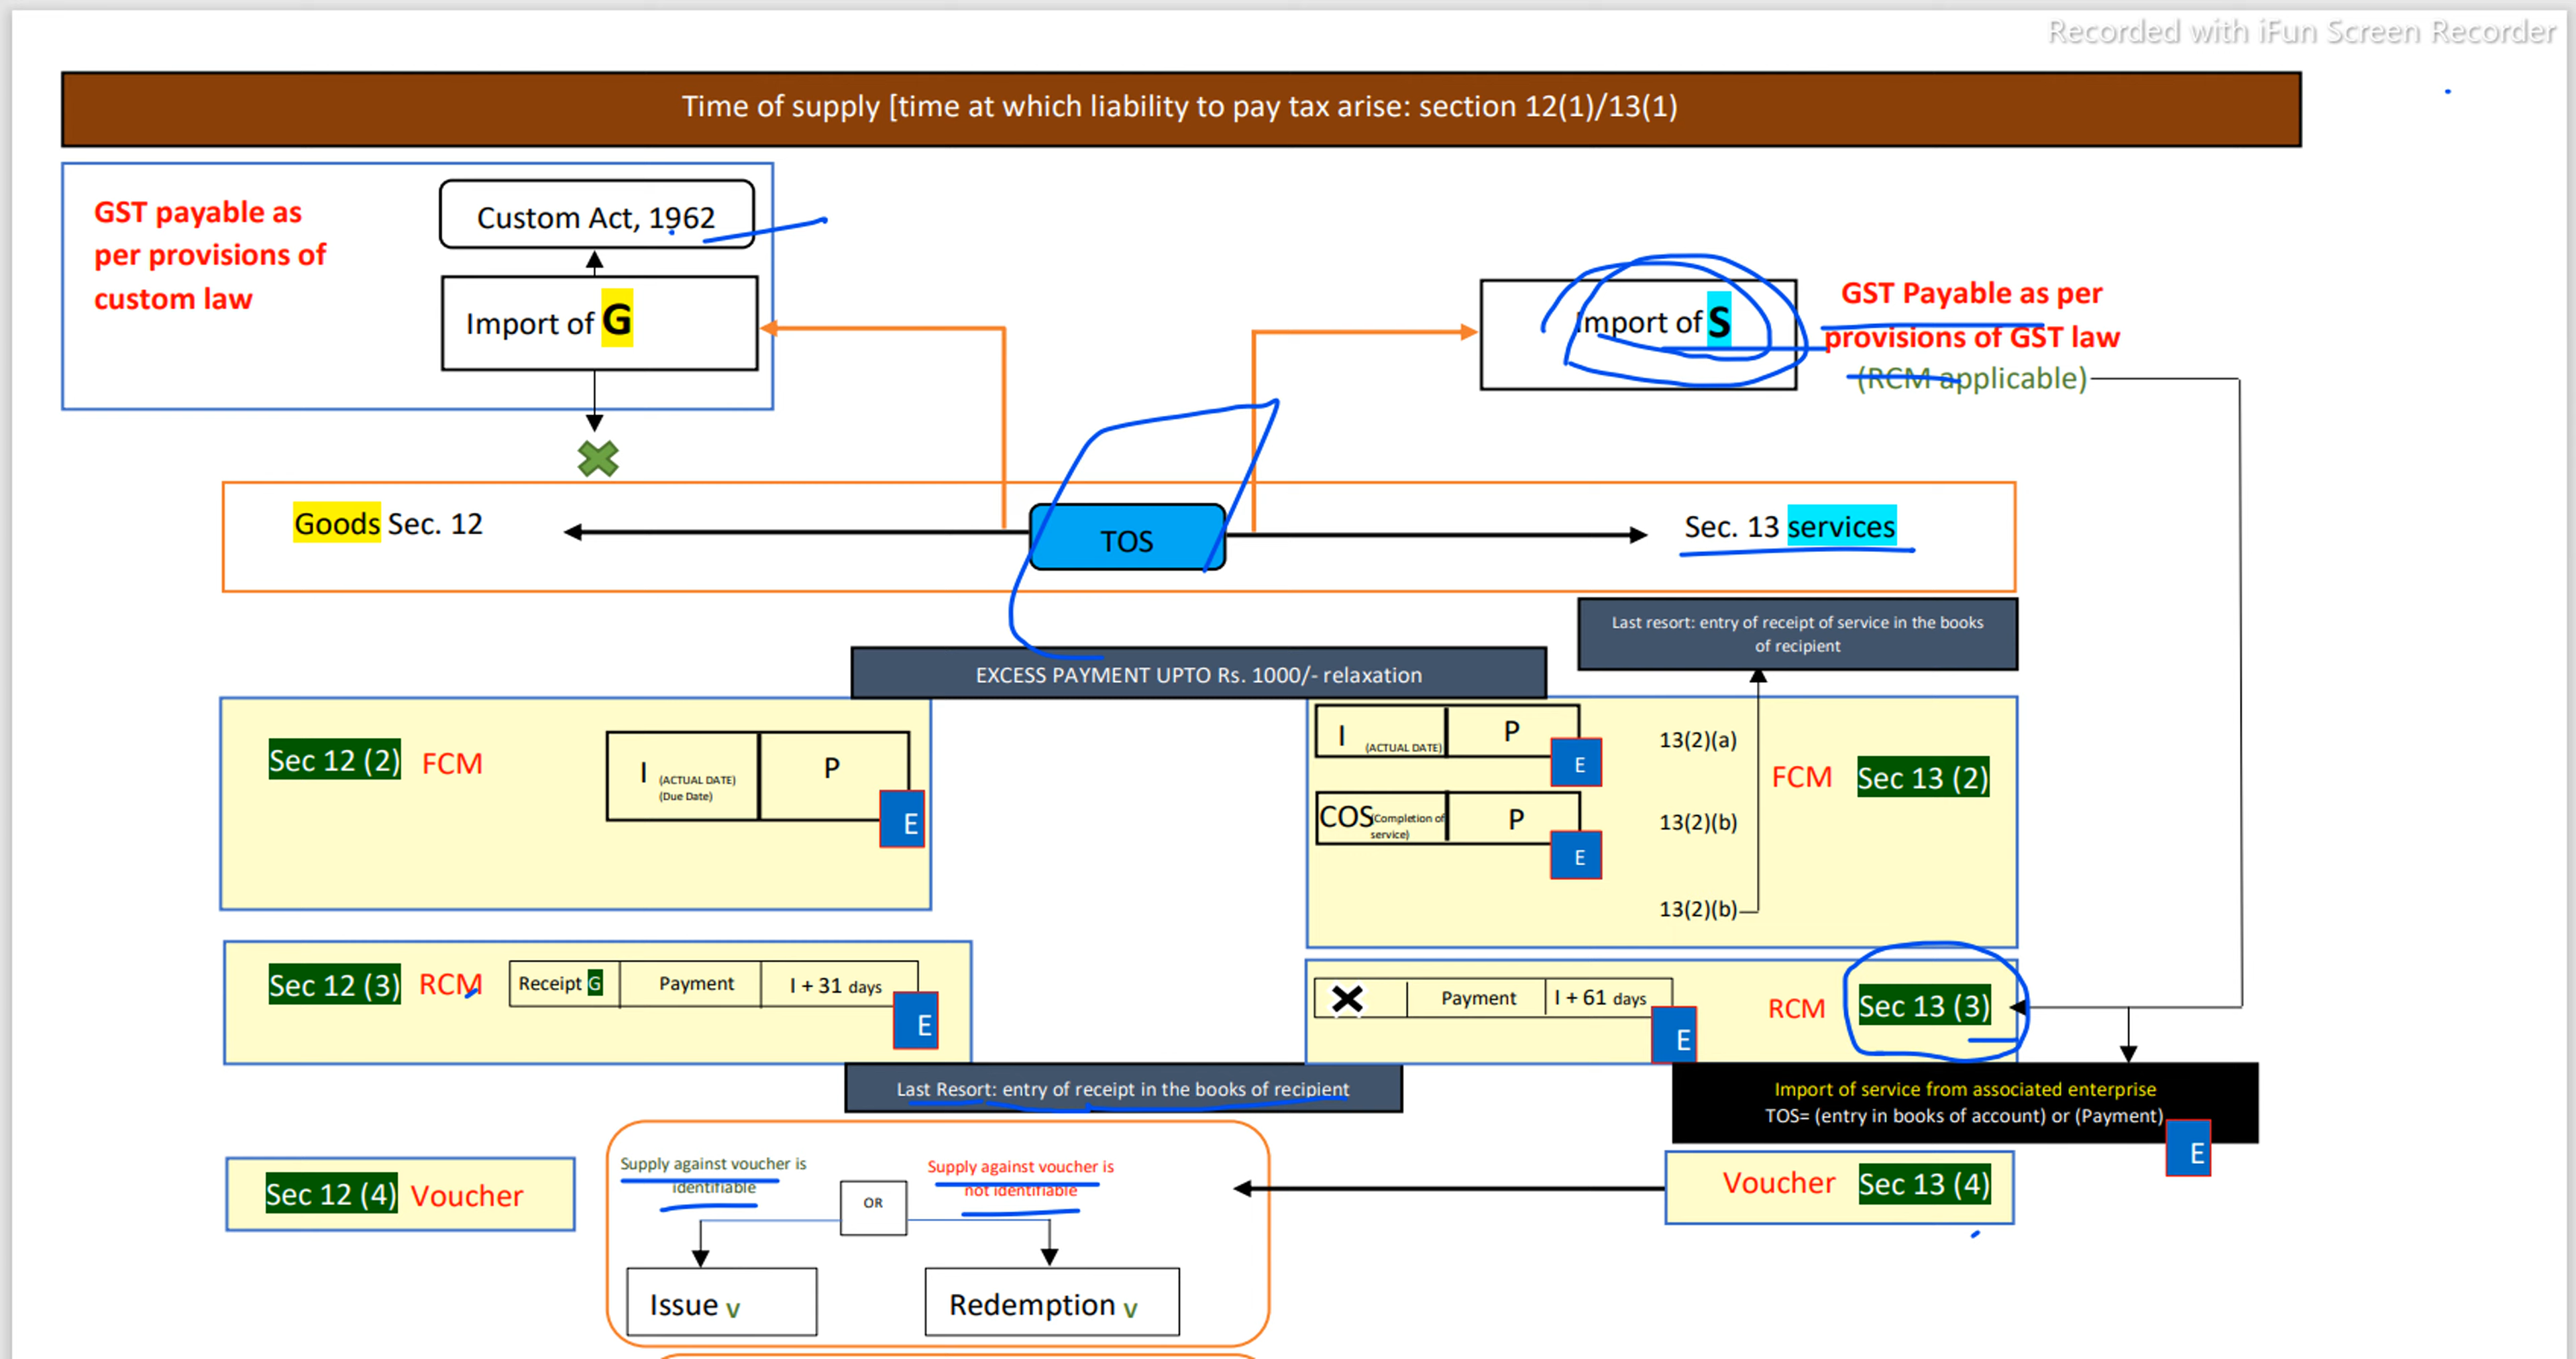 Recorded with iFun Screen Recorder
Time of supply [time at which liability to pay tax arise: section 12(1)/13(1)
GST payable as
per provisions of
custom law
Custom Act, 1962
Import of G
Import of S
GST Payable as per
provisions of GST law
(RCM applicable)
Goods Sec. 12
TOS
Sec. 13 services
Last resort: entry of receipt of service in the books
of recipient
EXCESS PAYMENT UPTO Rs. 1000/- relaxation
Sec 12 (2) FCM
I (ACTUAL DATE)
(Due Date)
P
E
I (ACTUAL DATE)
P
E
13(2)(a)
COS(Completion of
service)
P
E
13(2)(b)
13(2)(b)
FCM Sec 13 (2)
Sec 12 (3) RCM
Receipt G
Payment
I + 31 days
E
Payment
I + 61 days
E
RCM Sec 13 (3)
Last Resort: entry of receipt in the books of recipient
Import of service from associated enterprise
TOS= (entry in books of account) or (Payment)
E
Sec 12 (4) Voucher
Supply against voucher is
identifiable
OR
Supply against voucher is
not identifiable
Voucher Sec 13 (4)
Issue v
Redemption v